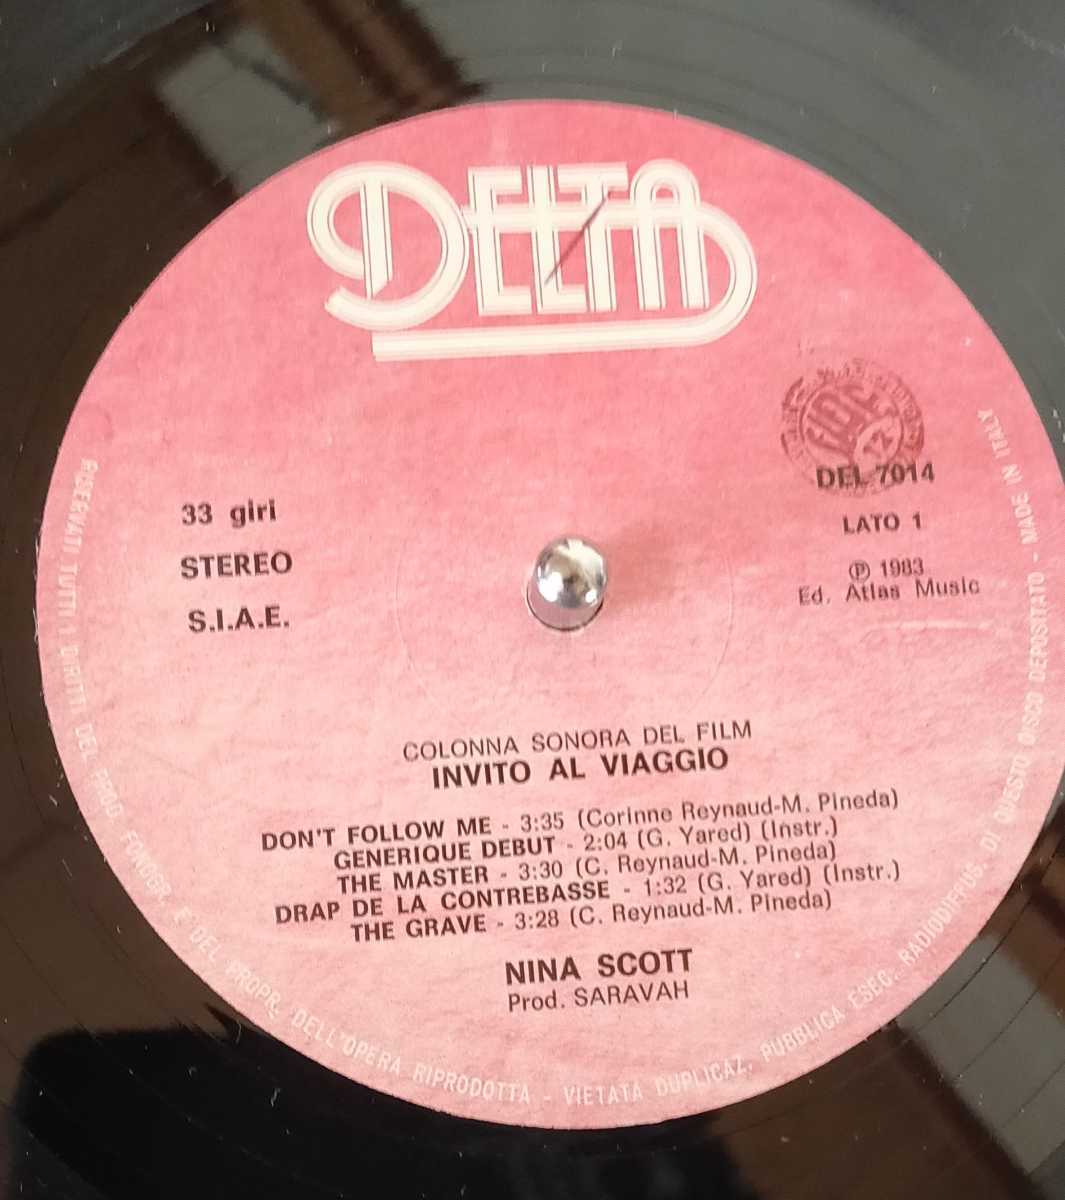 DELTA
33 giri
STEREO
S.I.A.E.
DEL 7014
LATO 1
℗ 1983
Ed. Atlas Music
COLONNA SONORA DEL FILM
INVITO AL VIAGGIO
DON'T FOLLOW ME - 3:35 (Corinne Reynaud-M. Pineda)
GENERIQUE DEBUT - 2:04 (G. Yared) (Instr.)
THE MASTER - 3:30 (C. Reynaud-M. Pineda)
DRAP DE LA CONTREBASSE - 1:32 (G. Yared) (Instr.)
THE GRAVE - 3:28 (C. Reynaud-M. Pineda)
NINA SCOTT
Prod. SARAVAH
RISERVATI TUTTI I DIRITTI DEL PROD. FONOGR. E DEL PROPR. DELL'OPERA RIPRODOTTA - VIETATA DUPLICAZ. PUBBLICA ESEC. RADIODIFFUS. DI QUESTO DISCO DEPOSITATO - MADE IN ITALY